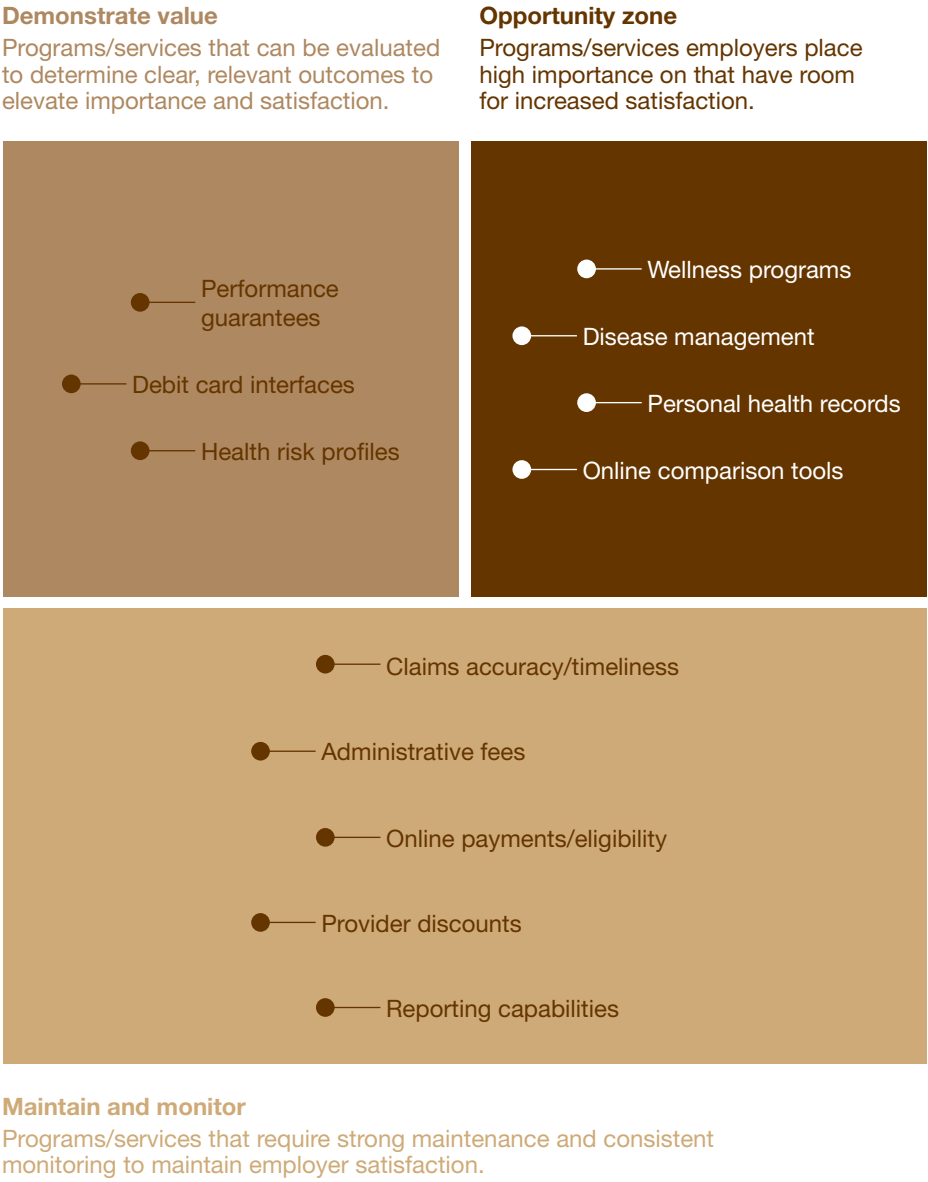 Demonstrate value
Programs/services that can be evaluated
to determine clear, relevant outcomes to
elevate importance and satisfaction.
Opportunity zone
Programs/services employers place
high importance on that have room
for increased satisfaction.
Performance
guarantees
Debit card interfaces
Health risk profiles
Wellness programs
Disease management
Personal health records
Online comparison tools
Claims accuracy/timeliness
Administrative fees
Online payments/eligibility
Provider discounts
Reporting capabilities
Maintain and monitor
Programs/services that require strong maintenance and consistent
monitoring to maintain employer satisfaction.